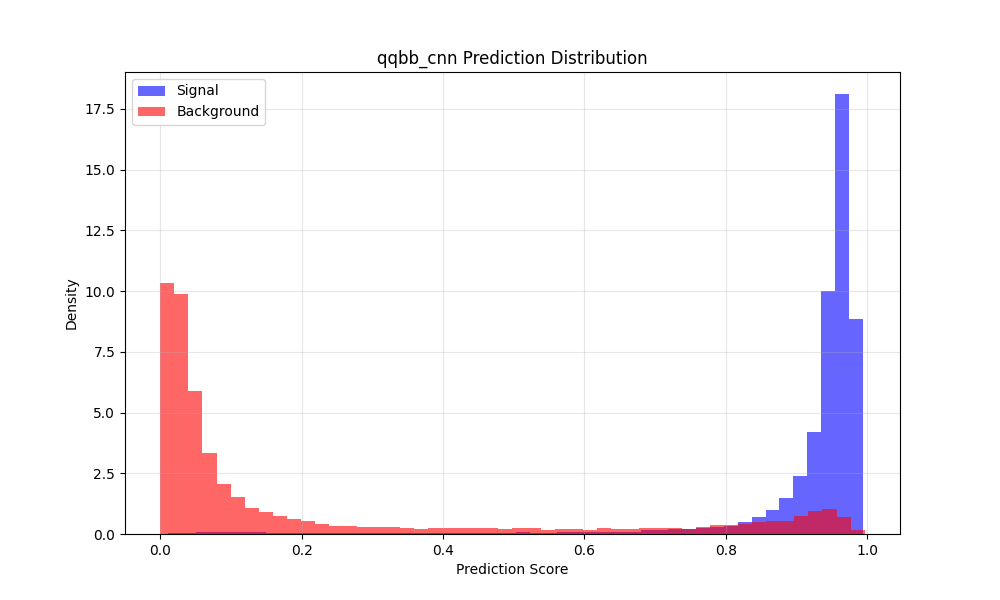 qqbb_cnn Prediction Distribution
Signal
Background
17.5
15.0
12.5
10.0
7.5
5.0
2.5
0.0
Density
0.0 0.2 0.4 0.6 0.8 1.0
Prediction Score